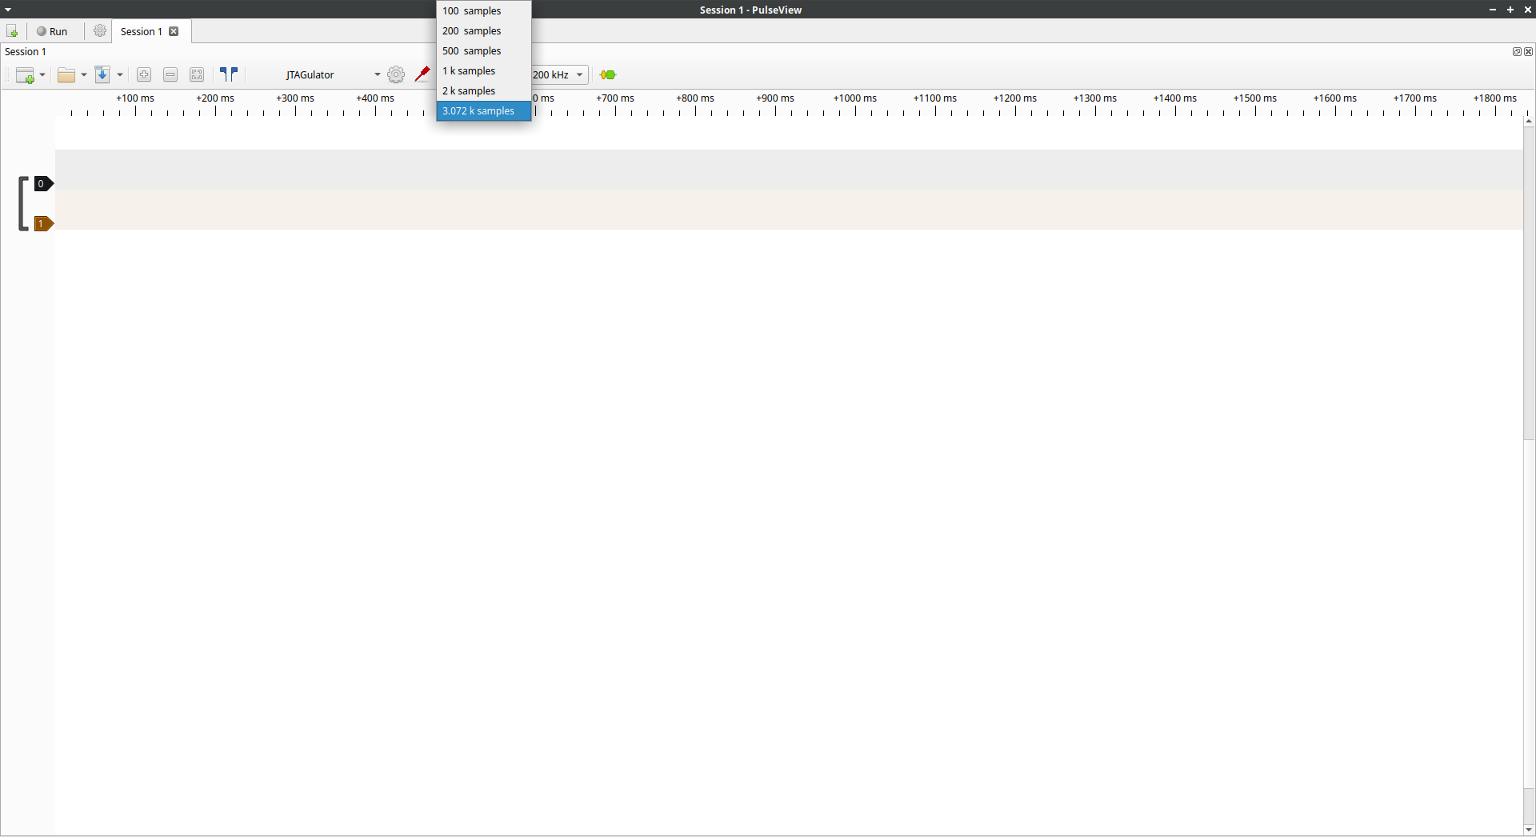 Session 1 - PulseView
Run
Session 1
Session 1
JTAGulator
200 kHz
100 samples
200 samples
500 samples
1 k samples
2 k samples
3.072 k samples
+100 ms +200 ms +300 ms +400 ms 0 ms +700 ms +800 ms +900 ms +1000 ms +1100 ms +1200 ms +1300 ms +1400 ms +1500 ms +1600 ms +1700 ms +1800 ms
0
1